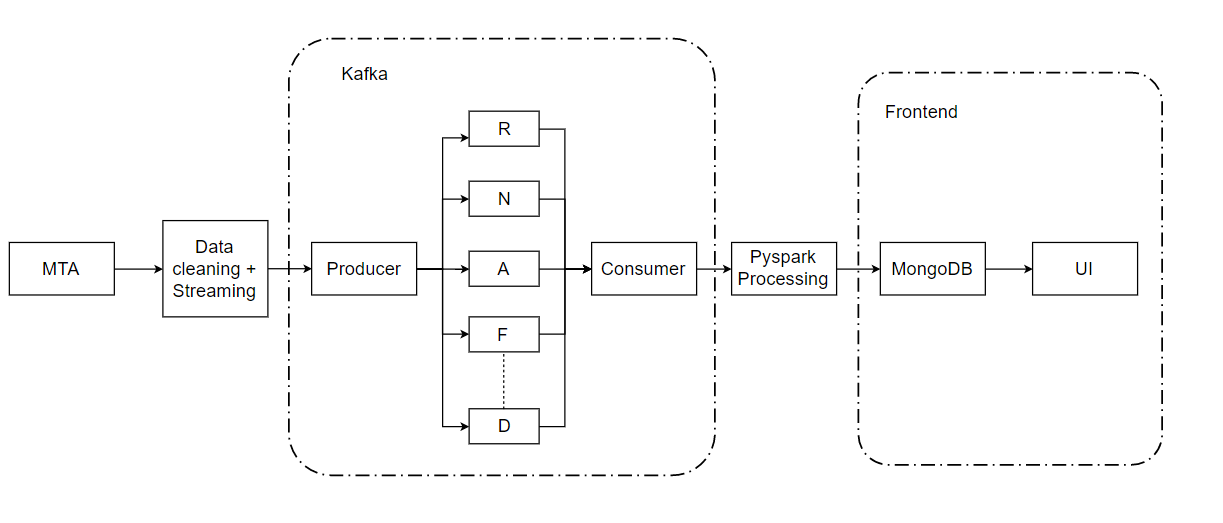 Kafka
Frontend
R
N
MTA
Data
cleaning +
Streaming
Producer
A
Consumer
Pyspark
Processing
MongoDB
UI
F
D